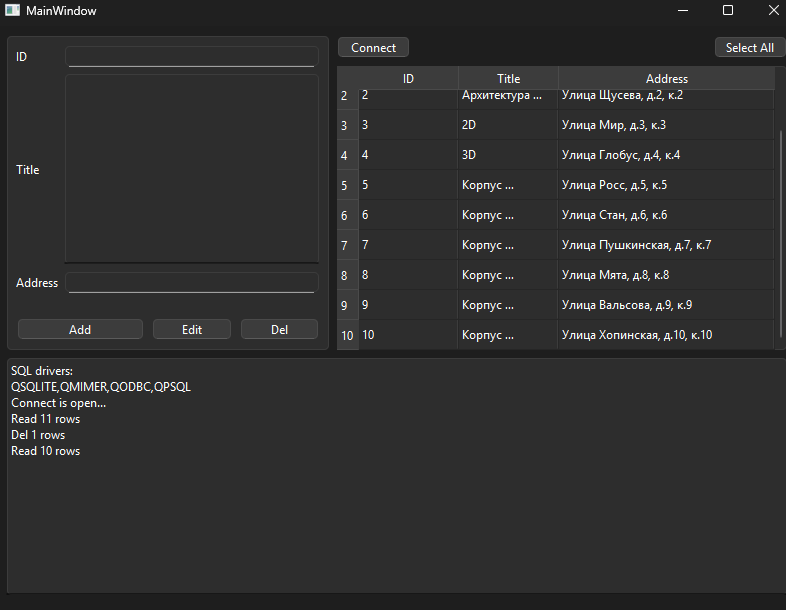 MainWindow
ID
Title
Address
Add Edit Del
Connect Select All
ID Title Address
2 2 Архитектура ... Улица Щусева, д.2, к.2
3 3 2D Улица Мир, д.3, к.3
4 4 3D Улица Глобус, д.4, к.4
5 5 Корпус ... Улица Росс, д.5, к.5
6 6 Корпус ... Улица Стан, д.6, к.6
7 7 Корпус ... Улица Пушкинская, д.7, к.7
8 8 Корпус ... Улица Мята, д.8, к.8
9 9 Корпус ... Улица Вальсова, д.9, к.9
10 10 Корпус ... Улица Хопинская, д.10, к.10
SQL drivers:
QSQLITE,QMIMER,QODBC,QPSQL
Connect is open...
Read 11 rows
Del 1 rows
Read 10 rows